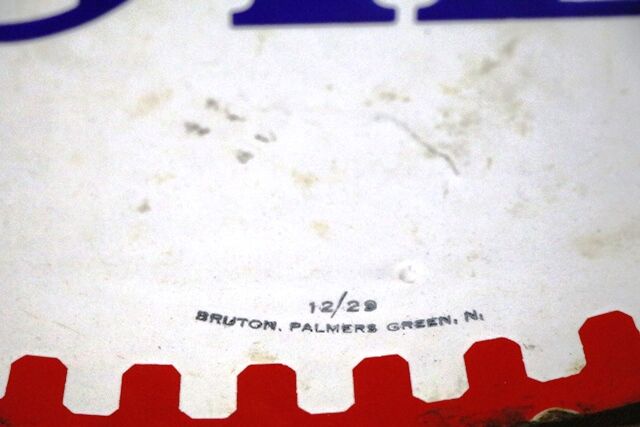 12/29
BRUTON, PALMERS GREEN, N.